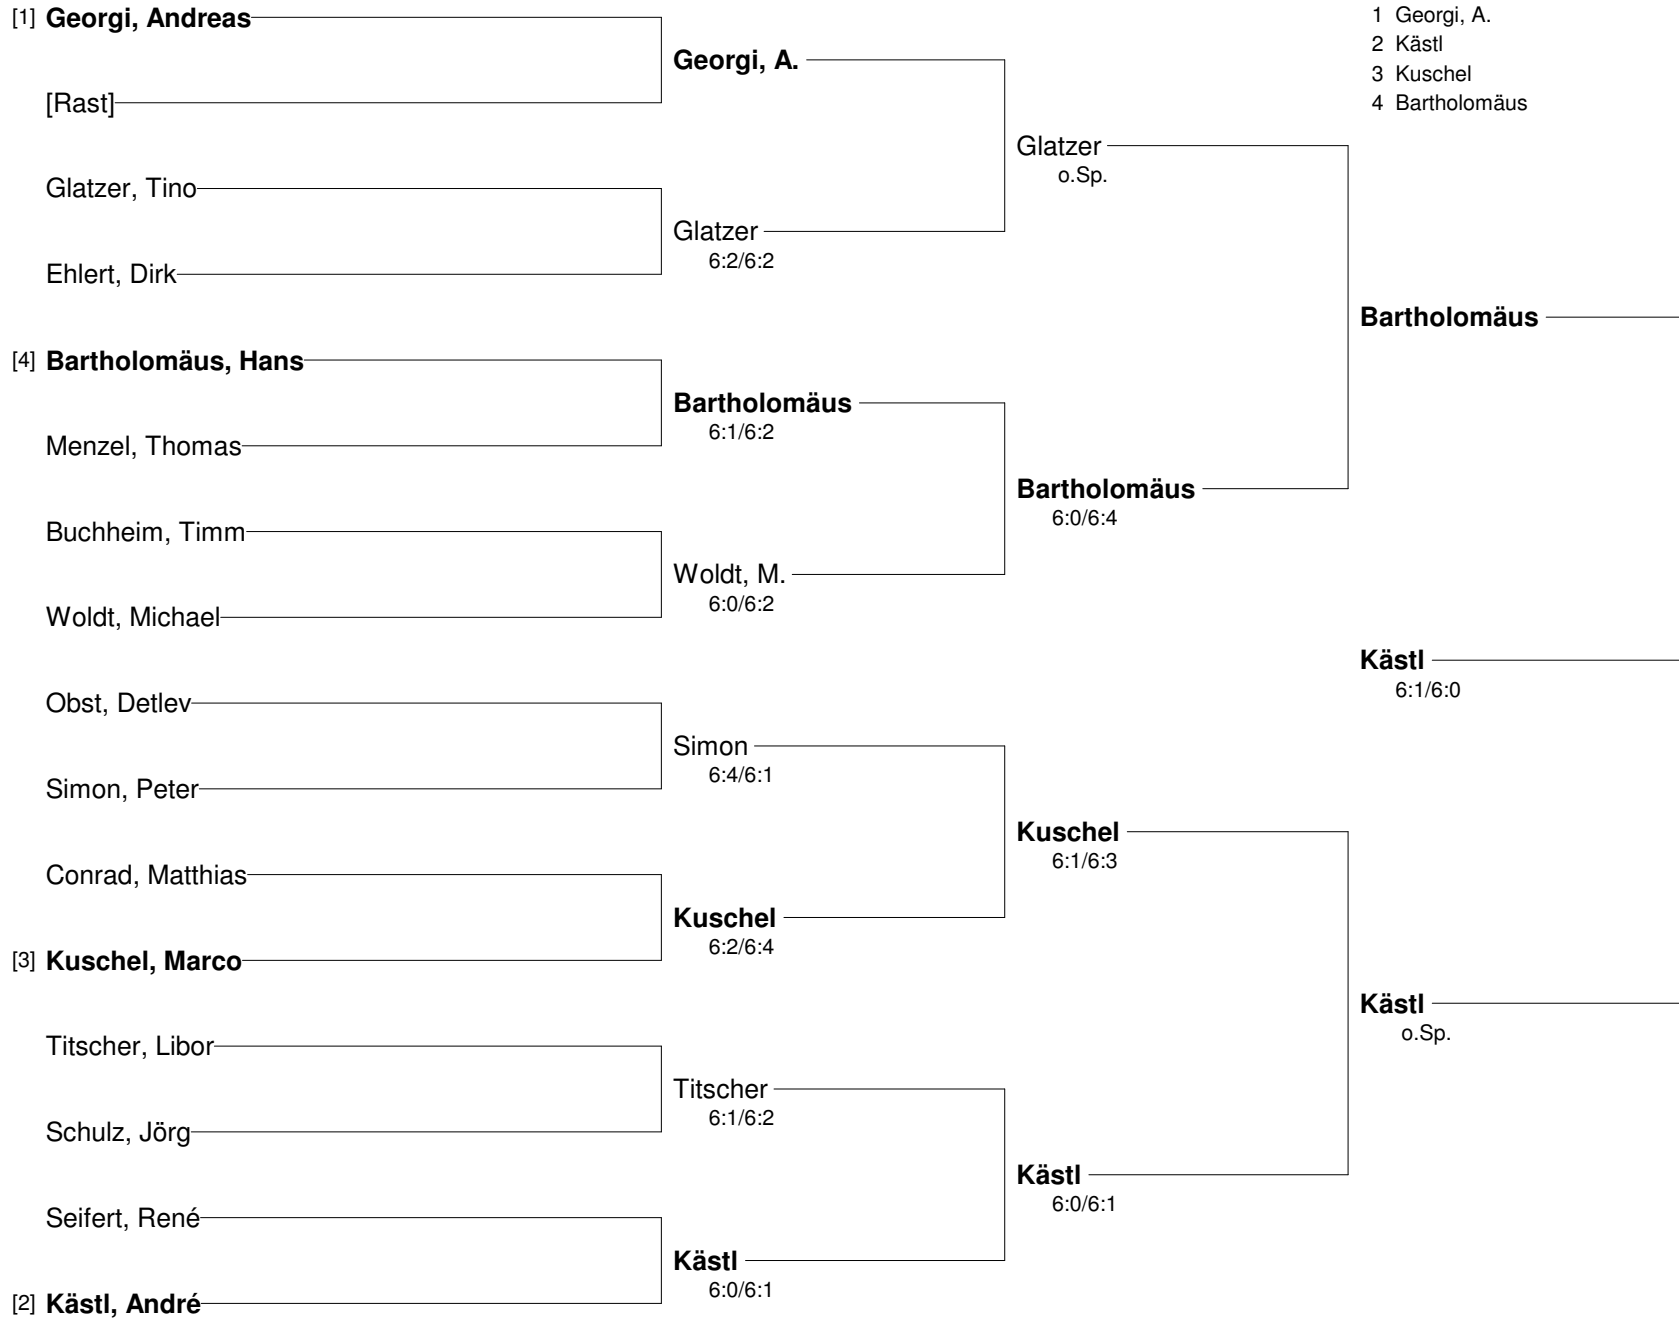 [1] Georgi, Andreas
[Rast]
Glatzer, Tino
Ehlert, Dirk
[4] Bartholomäus, Hans
Menzel, Thomas
Buchheim, Timm
Woldt, Michael
Obst, Detlev
Simon, Peter
Conrad, Matthias
[3] Kuschel, Marco
Titscher, Libor
Schulz, Jörg
Seifert, René
[2] Kästl, André
Georgi, A.
Glatzer
6:2/6:2
Bartholomäus
6:1/6:2
Woldt, M.
6:0/6:2
Simon
6:4/6:1
Kuschel
6:2/6:4
Titscher
6:1/6:2
Kästl
6:0/6:1
Glatzer
o.Sp.
Bartholomäus
6:0/6:4
Kuschel
6:1/6:3
Kästl
6:0/6:1
1 Georgi, A.
2 Kästl
3 Kuschel
4 Bartholomäus
Bartholomäus
Kästl
6:1/6:0
Kästl
o.Sp.